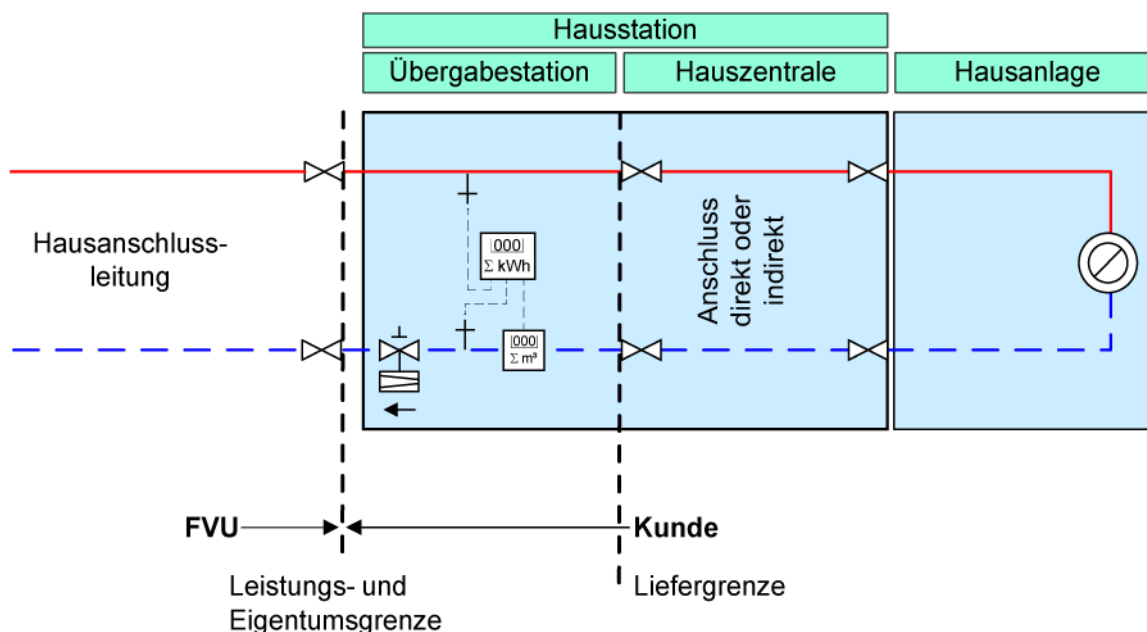 Hausstation
Übergabestation
Hauszentrale
Hausanlage
Hausanschluss-
leitung
000
Σ kWh
000
Σ m³
Anschluss
direkt oder
indirekt
FVU
Kunde
Leistungs- und
Eigentumsgrenze
Liefergrenze